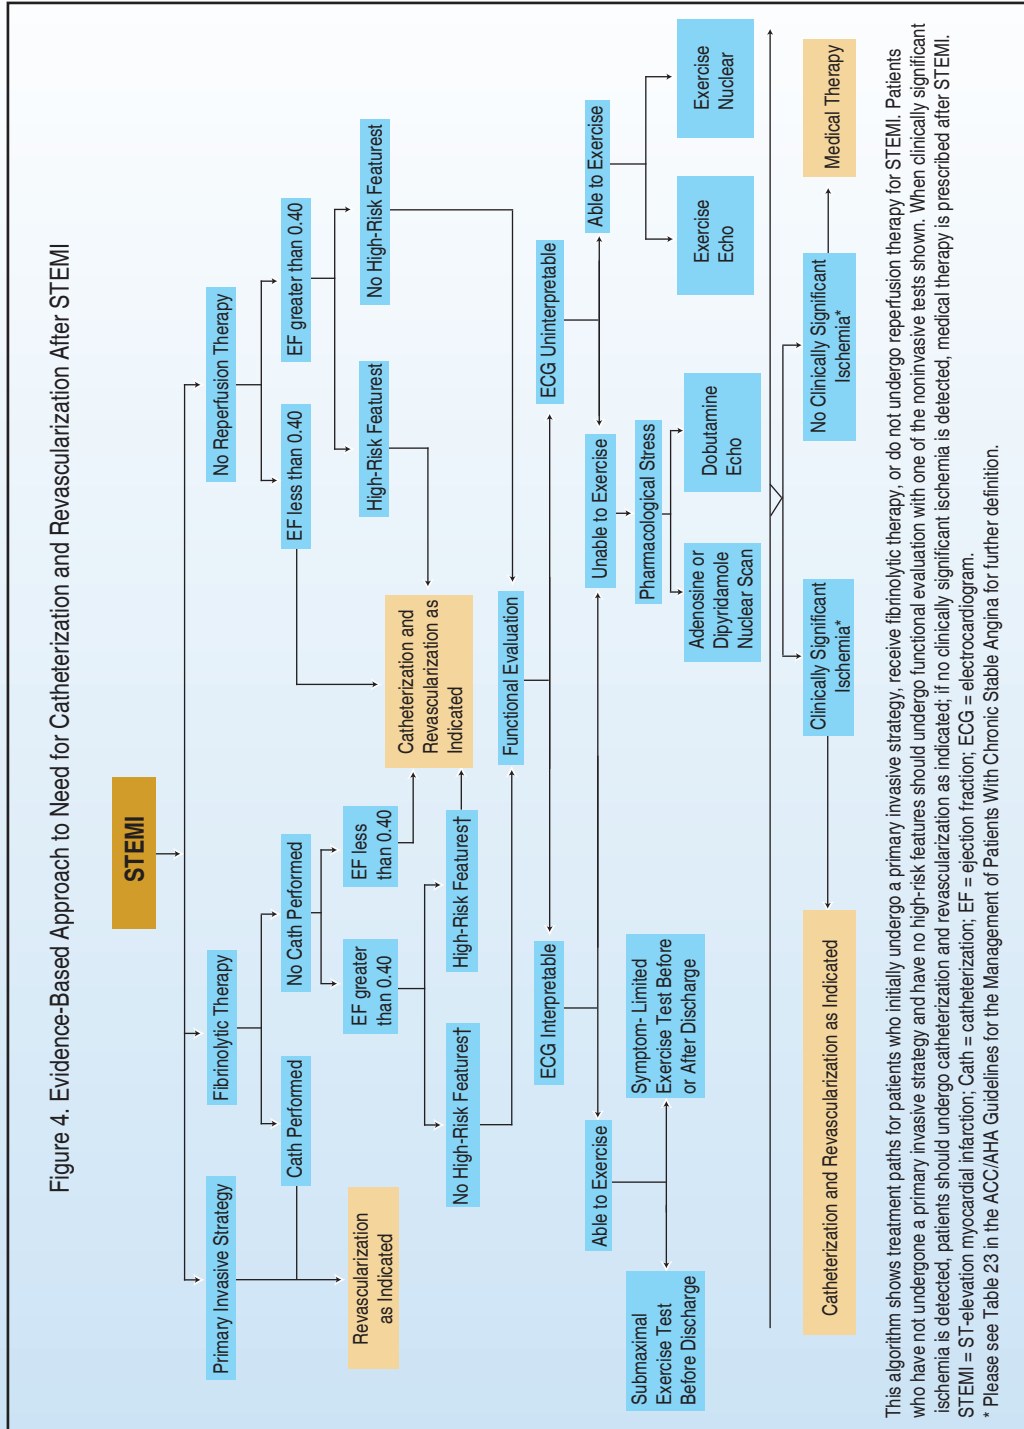 Figure 4. Evidence-Based Approach to Need for Catheterization and Revascularization After STEMI
STEMI
Primary Invasive Strategy
Fibrinolytic Therapy
No Reperfusion Therapy
Cath Performed
No Cath Performed
EF less than 0.40
EF greater than 0.40
Revascularization
as Indicated
EF greater
than 0.40
EF less
than 0.40
High-Risk Featurest
No High-Risk Featurest
No High-Risk Features†
High-Risk Features†
Catheterization and
Revascularization as
Indicated
Functional Evaluation
ECG Interpretable
ECG Uninterpretable
Able to Exercise
Unable to Exercise
Able to Exercise
Submaximal
Exercise Test
Before Discharge
Symptom- Limited
Exercise Test Before
or After Discharge
Pharmacological Stress
Adenosine or
Dipyridamole
Nuclear Scan
Dobutamine
Echo
Exercise
Echo
Exercise
Nuclear
Catheterization and Revascularization as Indicated
Clinically Significant
Ischemia*
No Clinically Significant
Ischemia*
Medical Therapy
This algorithm shows treatment paths for patients who initially undergo a primary invasive strategy, receive fibrinolytic therapy, or do not undergo reperfusion therapy for STEMI. Patients
who have not undergone a primary invasive strategy and have no high-risk features should undergo functional evaluation with one of the noninvasive tests shown. When clinically significant
ischemia is detected, patients should undergo catheterization and revascularization as indicated; if no clinically significant ischemia is detected, medical therapy is prescribed after STEMI.
STEMI = ST-elevation myocardial infarction; Cath = catheterization; EF = ejection fraction; ECG = electrocardiogram.
* Please see Table 23 in the ACC/AHA Guidelines for the Management of Patients With Chronic Stable Angina for further definition.